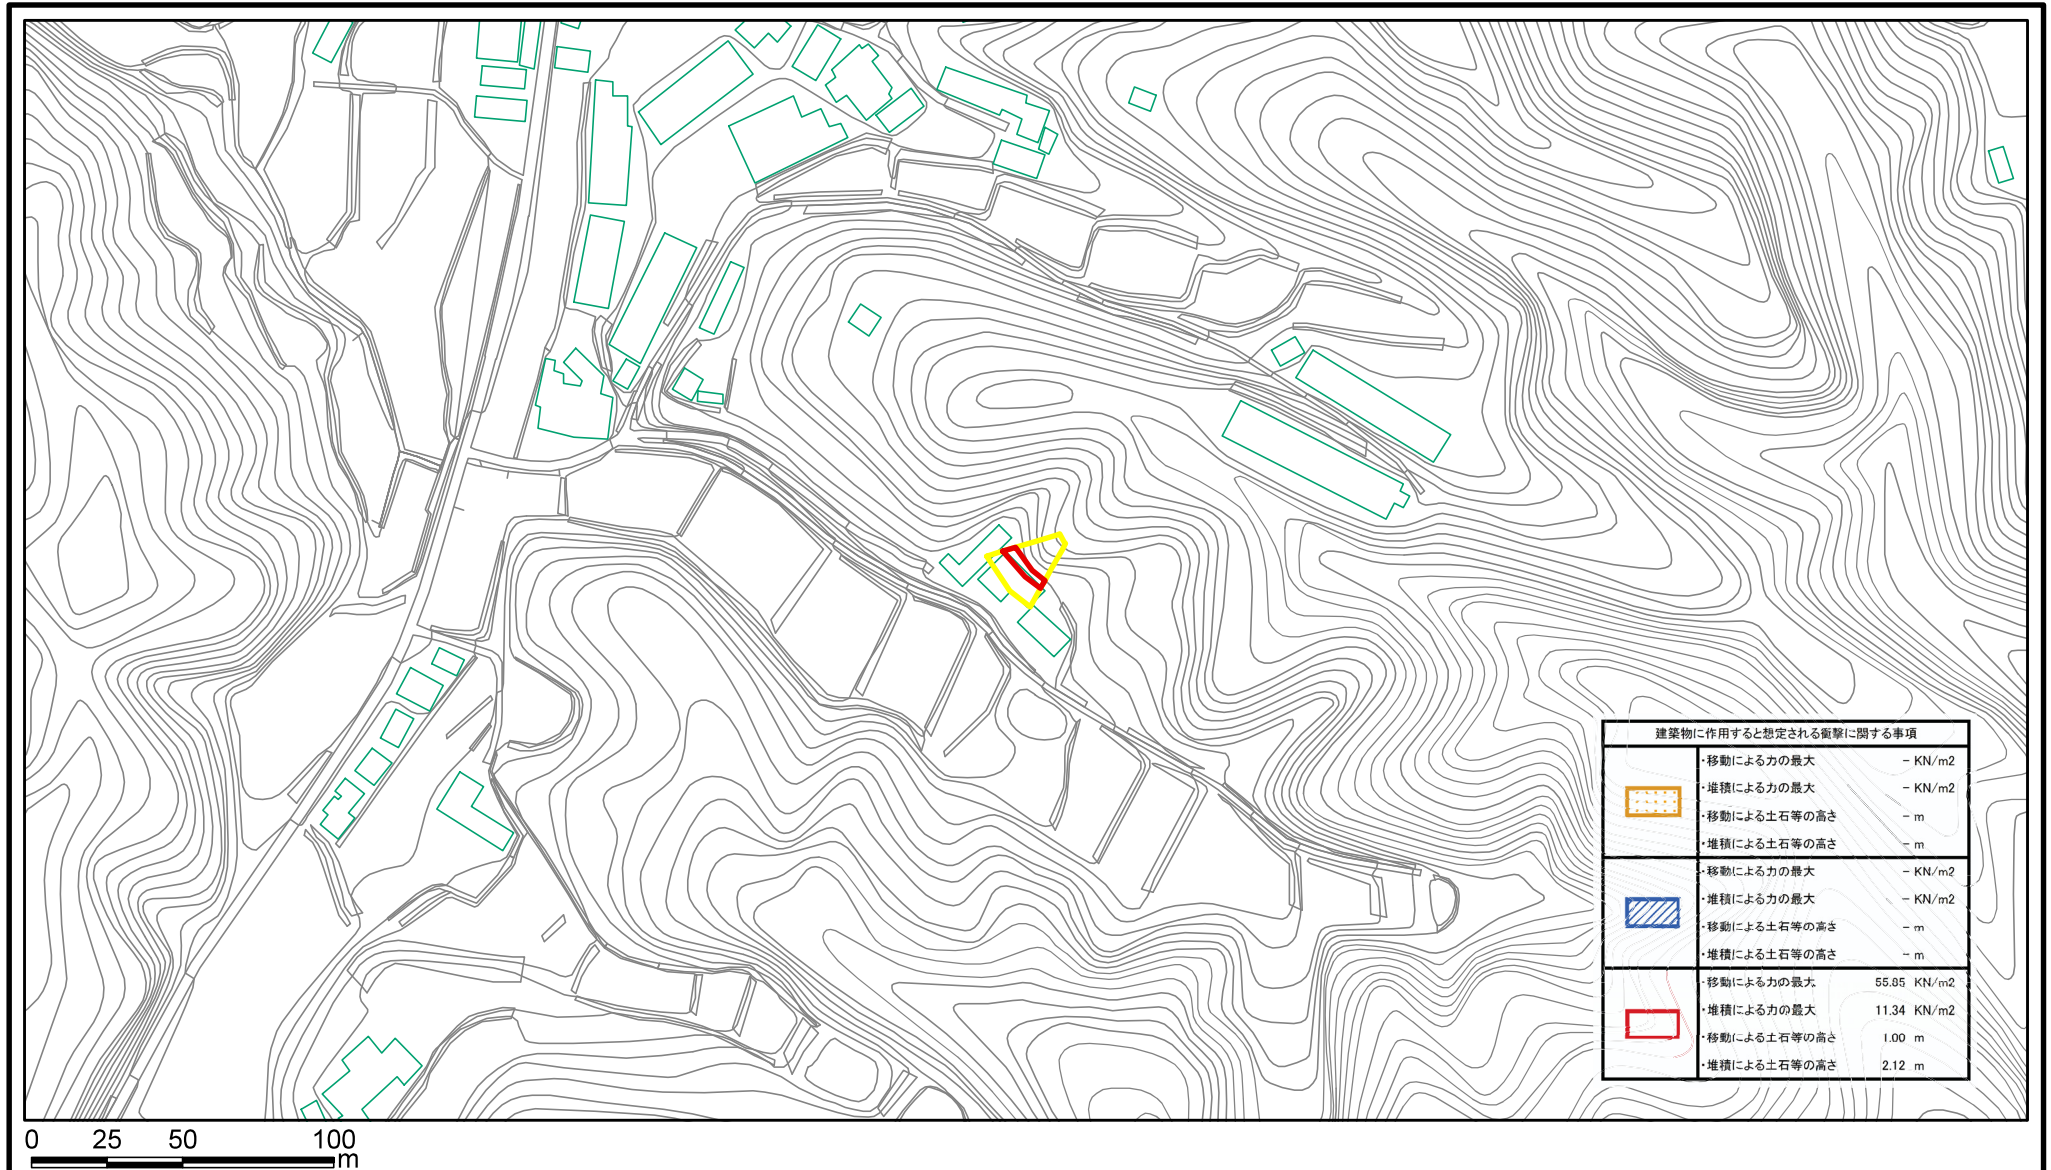 建築物に作用すると想定される衝撃に関する事項
・移動による力の最大 － KN/m2
・堆積による力の最大 － KN/m2
・移動による土石等の高さ － m
・堆積による土石等の高さ － m
・移動による力の最大 － KN/m2
・堆積による力の最大 － KN/m2
・移動による土石等の高さ － m
・堆積による土石等の高さ － m
・移動による力の最大 55.85 KN/m2
・堆積による力の最大 11.34 KN/m2
・移動による土石等の高さ 1.00 m
・堆積による土石等の高さ 2.12 m
0 25 50 100
m